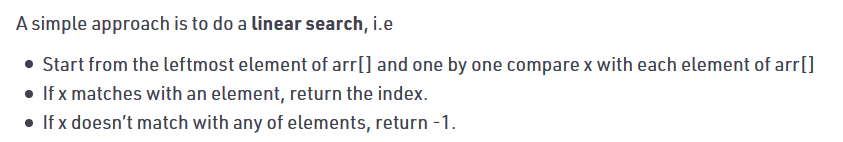 A simple approach is to do a linear search, i.e
• Start from the leftmost element of arr[] and one by one compare x with each element of arr[]
• If x matches with an element, return the index.
• If x doesn’t match with any of elements, return -1.